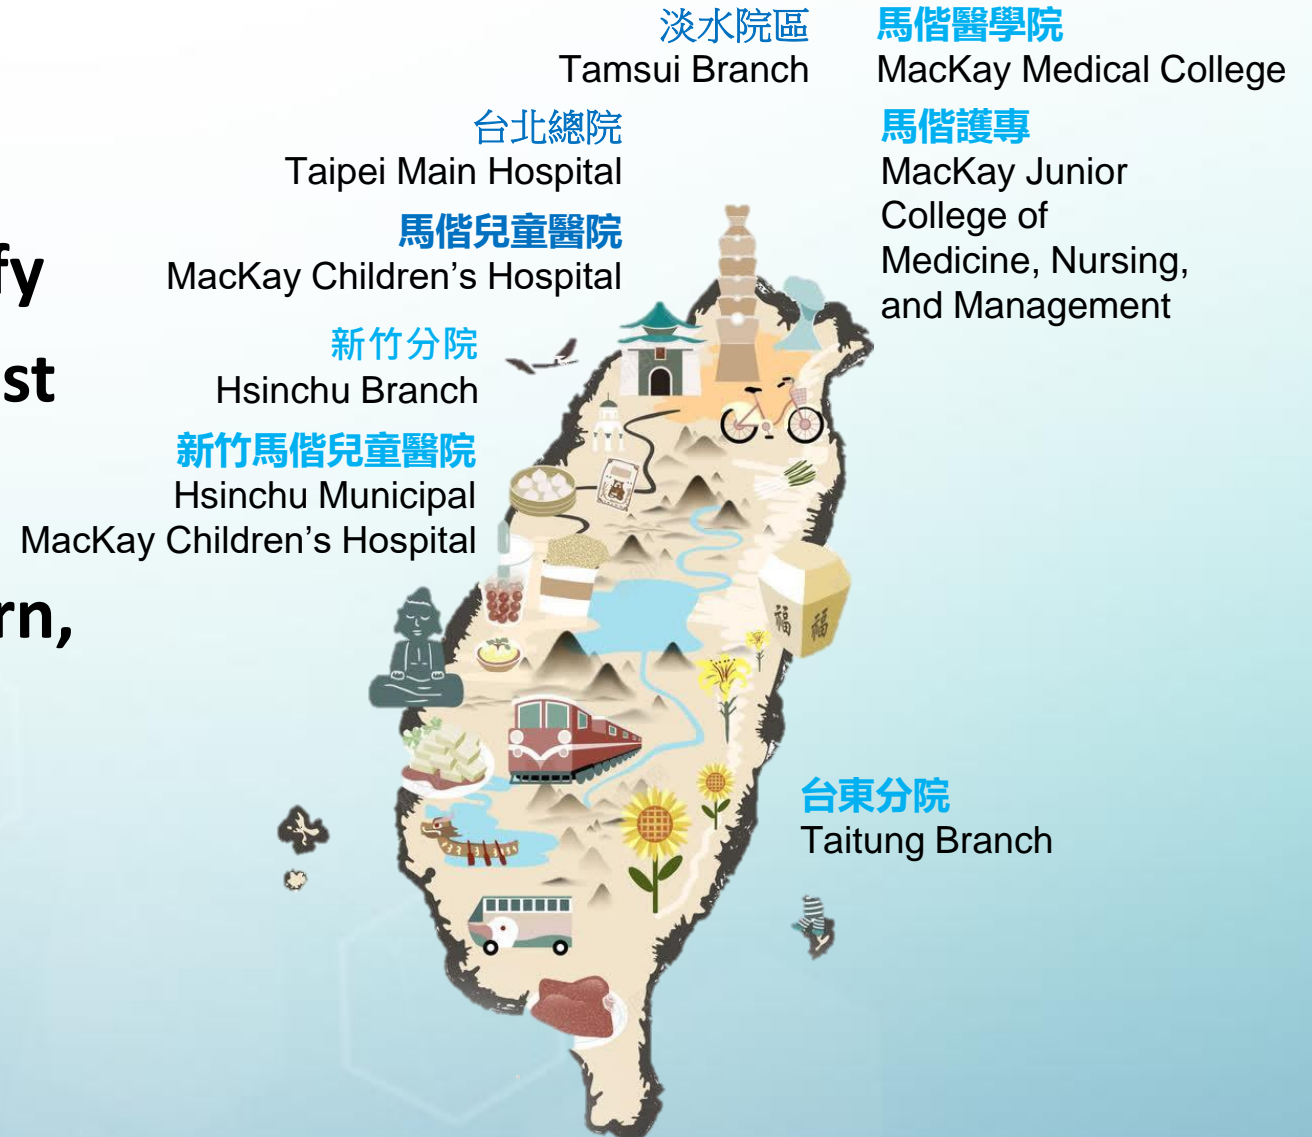 淡水院區
Tamsui Branch
馬偕醫學院
MacKay Medical College
台北總院
Taipei Main Hospital
馬偕護專
MacKay Junior
College of
Medicine, Nursing,
and Management
馬偕兒童醫院
MacKay Children’s Hospital
fy
新竹分院
Hsinchu Branch
st
新竹馬偕兒童醫院
Hsinchu Municipal
MacKay Children’s Hospital
rn,
福 福
台東分院
Taitung Branch